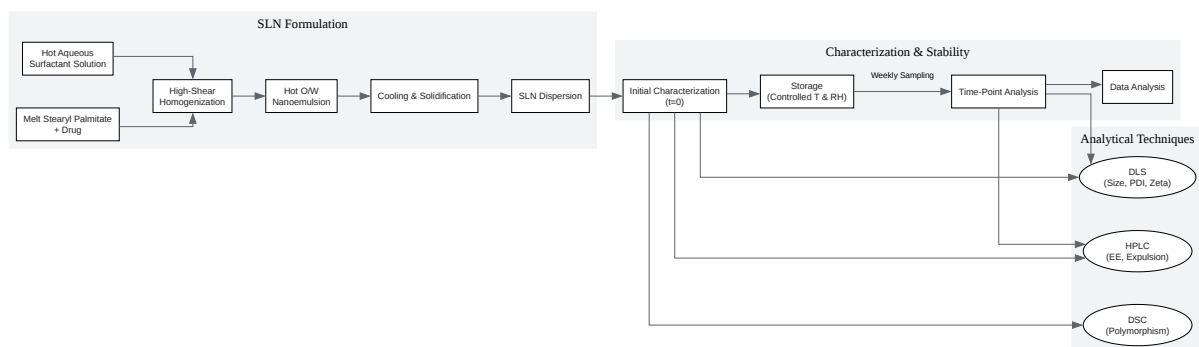 SLN Formulation
Hot Aqueous
Surfactant Solution
Melt Stearyl Palmitate
+ Drug
High-Shear
Homogenization
Hot O/W
Nanoemulsion
Cooling & Solidification
SLN Dispersion
Characterization & Stability
Initial Characterization
(t=0)
Storage
(Controlled T & RH)
Weekly Sampling
Time-Point Analysis
Data Analysis
Analytical Techniques
DLS
(Size, PDI, Zeta)
HPLC
(EE, Expulsion)
DSC
(Polymorphism)